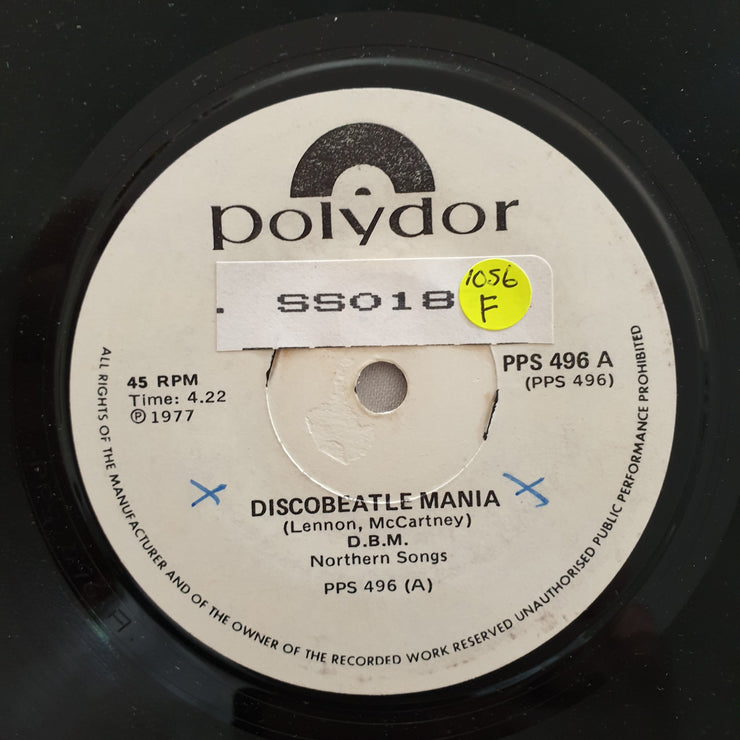 polydor
SS018
1056
F
45 RPM
Time: 4.22
℗ 1977
PPS 496 A
(PPS 496)
X
X
DISCOBEATLE MANIA
(Lennon, McCartney)
D.B.M.
Northern Songs
PPS 496 (A)
ALL RIGHTS OF THE MANUFACTURER AND OF THE OWNER OF THE RECORDED WORK RESERVED UNAUTHORISED PUBLIC PERFORMANCE PROHIBITED